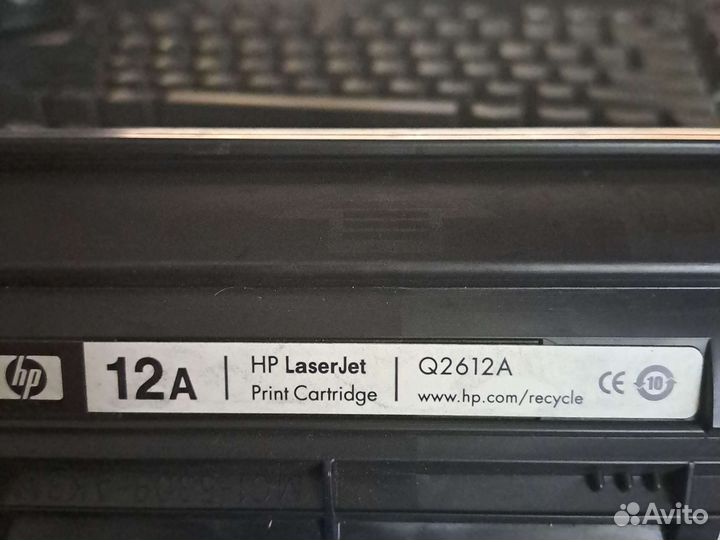 hp
12A
HP LaserJet
Print Cartridge
Q2612A
www.hp.com/recycle
CE
10
Avito